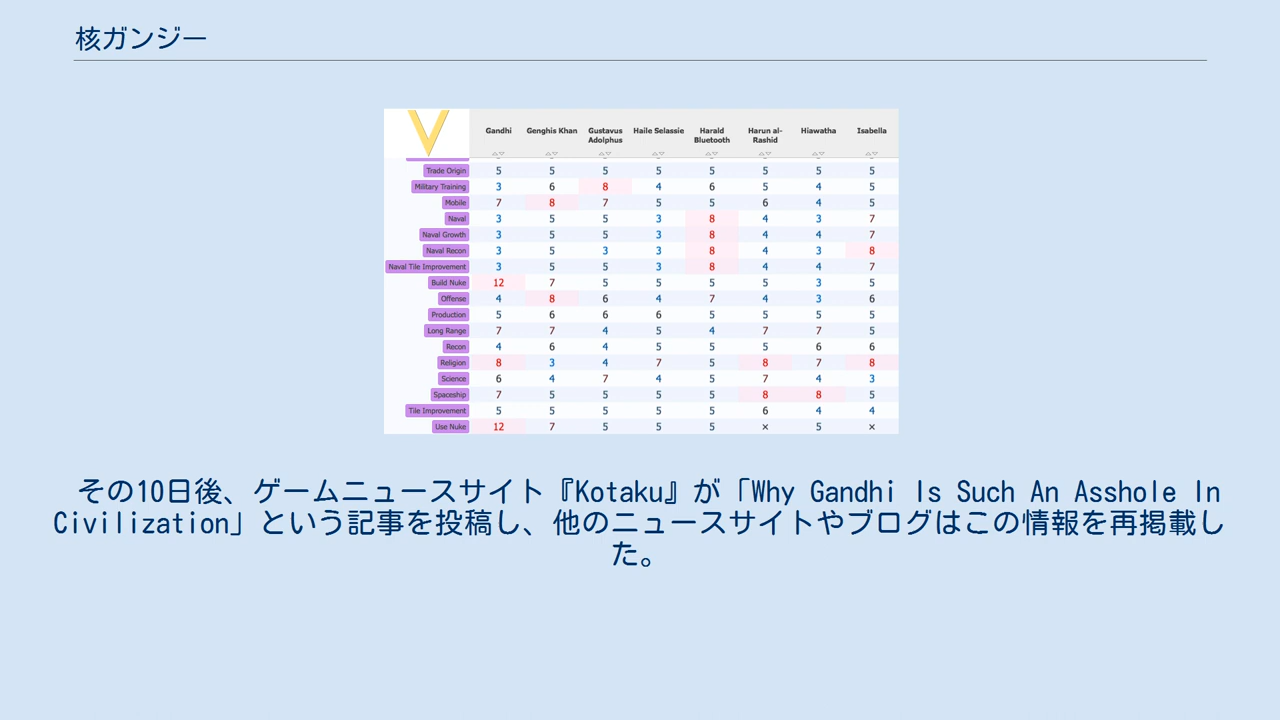 核ガンジー
V Gandhi Genghis Khan Gustavus Adolphus Haile Selassie Harald Bluetooth Harun al-Rashid Hiawatha Isabella
Trade Origin 5 5 5 5 5 5 5 5
Military Training 3 6 8 4 6 5 4 5
Mobile 7 8 7 5 5 6 4 5
Naval 3 5 5 3 8 4 3 7
Naval Growth 3 5 5 3 8 4 4 7
Naval Recon 3 5 3 3 8 4 3 8
Naval Tile Improvement 3 5 5 3 8 4 4 7
Build Nuke 12 7 5 5 5 5 3 5
Offense 4 8 6 4 7 4 3 6
Production 5 6 6 6 5 5 5 5
Long Range 7 7 4 5 4 7 7 5
Recon 4 6 4 5 5 5 6 6
Religion 8 3 4 7 5 8 7 8
Science 6 4 7 4 5 7 4 3
Spaceship 7 5 5 5 5 8 8 5
Tile Improvement 5 5 5 5 5 6 4 4
Use Nuke 12 7 5 5 5 × 5 ×
その10日後、ゲームニュースサイト『Kotaku』が「Why Gandhi Is Such An Asshole In
Civilization」という記事を投稿し、他のニュースサイトやブログはこの情報を再掲載し
た。